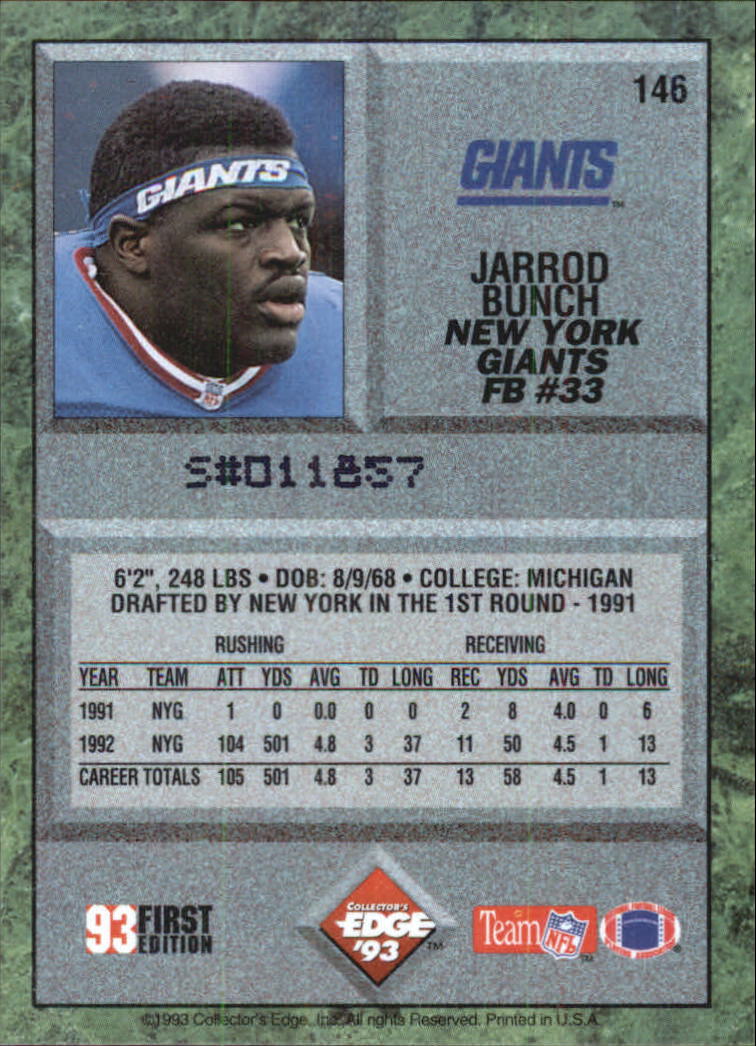 146
GIANTS
GIANTS
TM
JARROD
BUNCH
NEW YORK
GIANTS
FB #33
NFL
S#011857
6'2", 248 LBS • DOB: 8/9/68 • COLLEGE: MICHIGAN
DRAFTED BY NEW YORK IN THE 1ST ROUND - 1991
RUSHING RECEIVING
YEAR TEAM ATT YDS AVG TD LONG REC YDS AVG TD LONG
1991 NYG 1 0 0.0 0 0 2 8 4.0 0 6
1992 NYG 104 501 4.8 3 37 11 50 4.5 1 13
CAREER TOTALS 105 501 4.8 3 37 13 58 4.5 1 13
93 FIRST
EDITION
COLLECTOR'S
EDGE
'93
TM
Team NFL
TM
®
©1993 Collector's Edge, Inc. All rights Reserved. Printed in U.S.A.